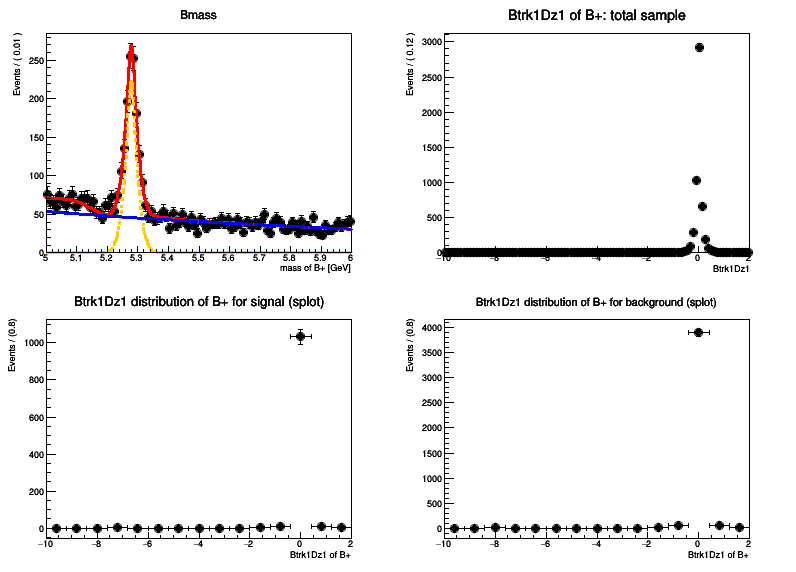 Bmass
Events / ( 0.01 )
250
200
150
100
50
0
5 5.1 5.2 5.3 5.4 5.5 5.6 5.7 5.8 5.9 6
mass of B+ [GeV]
Btrk1Dz1 of B+: total sample
Events / ( 0.12 )
3000
2500
2000
1500
1000
500
0
−10 −8 −6 −4 −2 0 2
Btrk1Dz1
Btrk1Dz1 distribution of B+ for signal (splot)
Events / (0.8)
1000
800
600
400
200
0
−10 −8 −6 −4 −2 0 2
Btrk1Dz1 of B+
Btrk1Dz1 distribution of B+ for background (splot)
Events / (0.8)
4000
3500
3000
2500
2000
1500
1000
500
0
−10 −8 −6 −4 −2 0 2
Btrk1Dz1 of B+